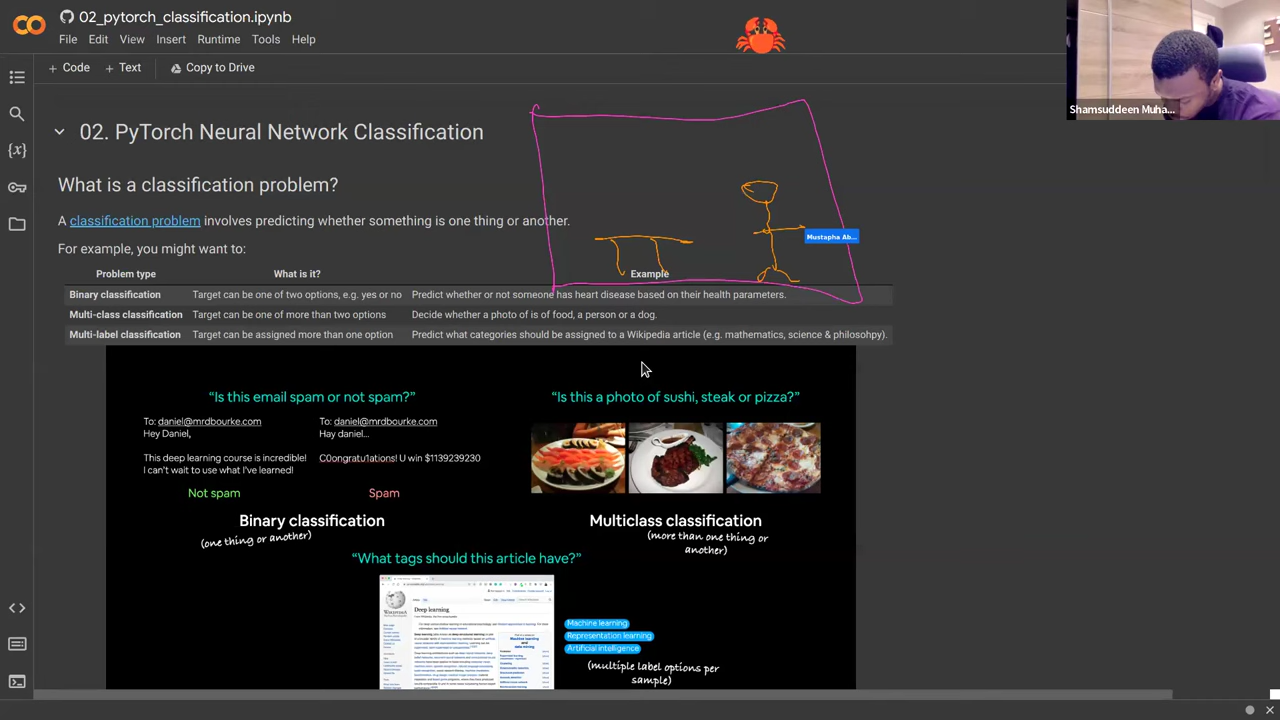 02_pytorch_classification.ipynb
Edit View Insert Runtime Tools Help
+ Code + Text Copy to Drive
Shamsuddeen Muha...
02. PyTorch Neural Network Classification
What is a classification problem?
A classification problem involves predicting whether something is one thing or another.
Mustapha Ab...
For example, you might want to:
Problem type What is it? Example
Binary classification Target can be one of two options, e.g. yes or no Predict whether or not someone has heart disease based on their health parameters.
Multi-class classification Target can be one of more than two options Decide whether a photo of is of food, a person or a dog.
Multi-label classification Target can be assigned more than one option Predict what categories should be assigned to a Wikipedia article (e.g. mathematics, science & philosohpy).
“Is this email spam or not spam?”
To: daniel@mrdbourke.com
Hey Daniel,
This deep learning course is incredible!
I can't wait to use what I've learned!
Not spam
To: daniel@mrdbourke.com
Hay daniel...
C0ongratu1ations! U win $1139239230
Spam
Binary classification
(one thing or another)
“Is this a photo of sushi, steak or pizza?”
Multiclass classification
(more than one thing or
another)
“What tags should this article have?”
Deep learning
Machine learning
Representation learning
Artificial intelligence
(multiple label options per
sample)